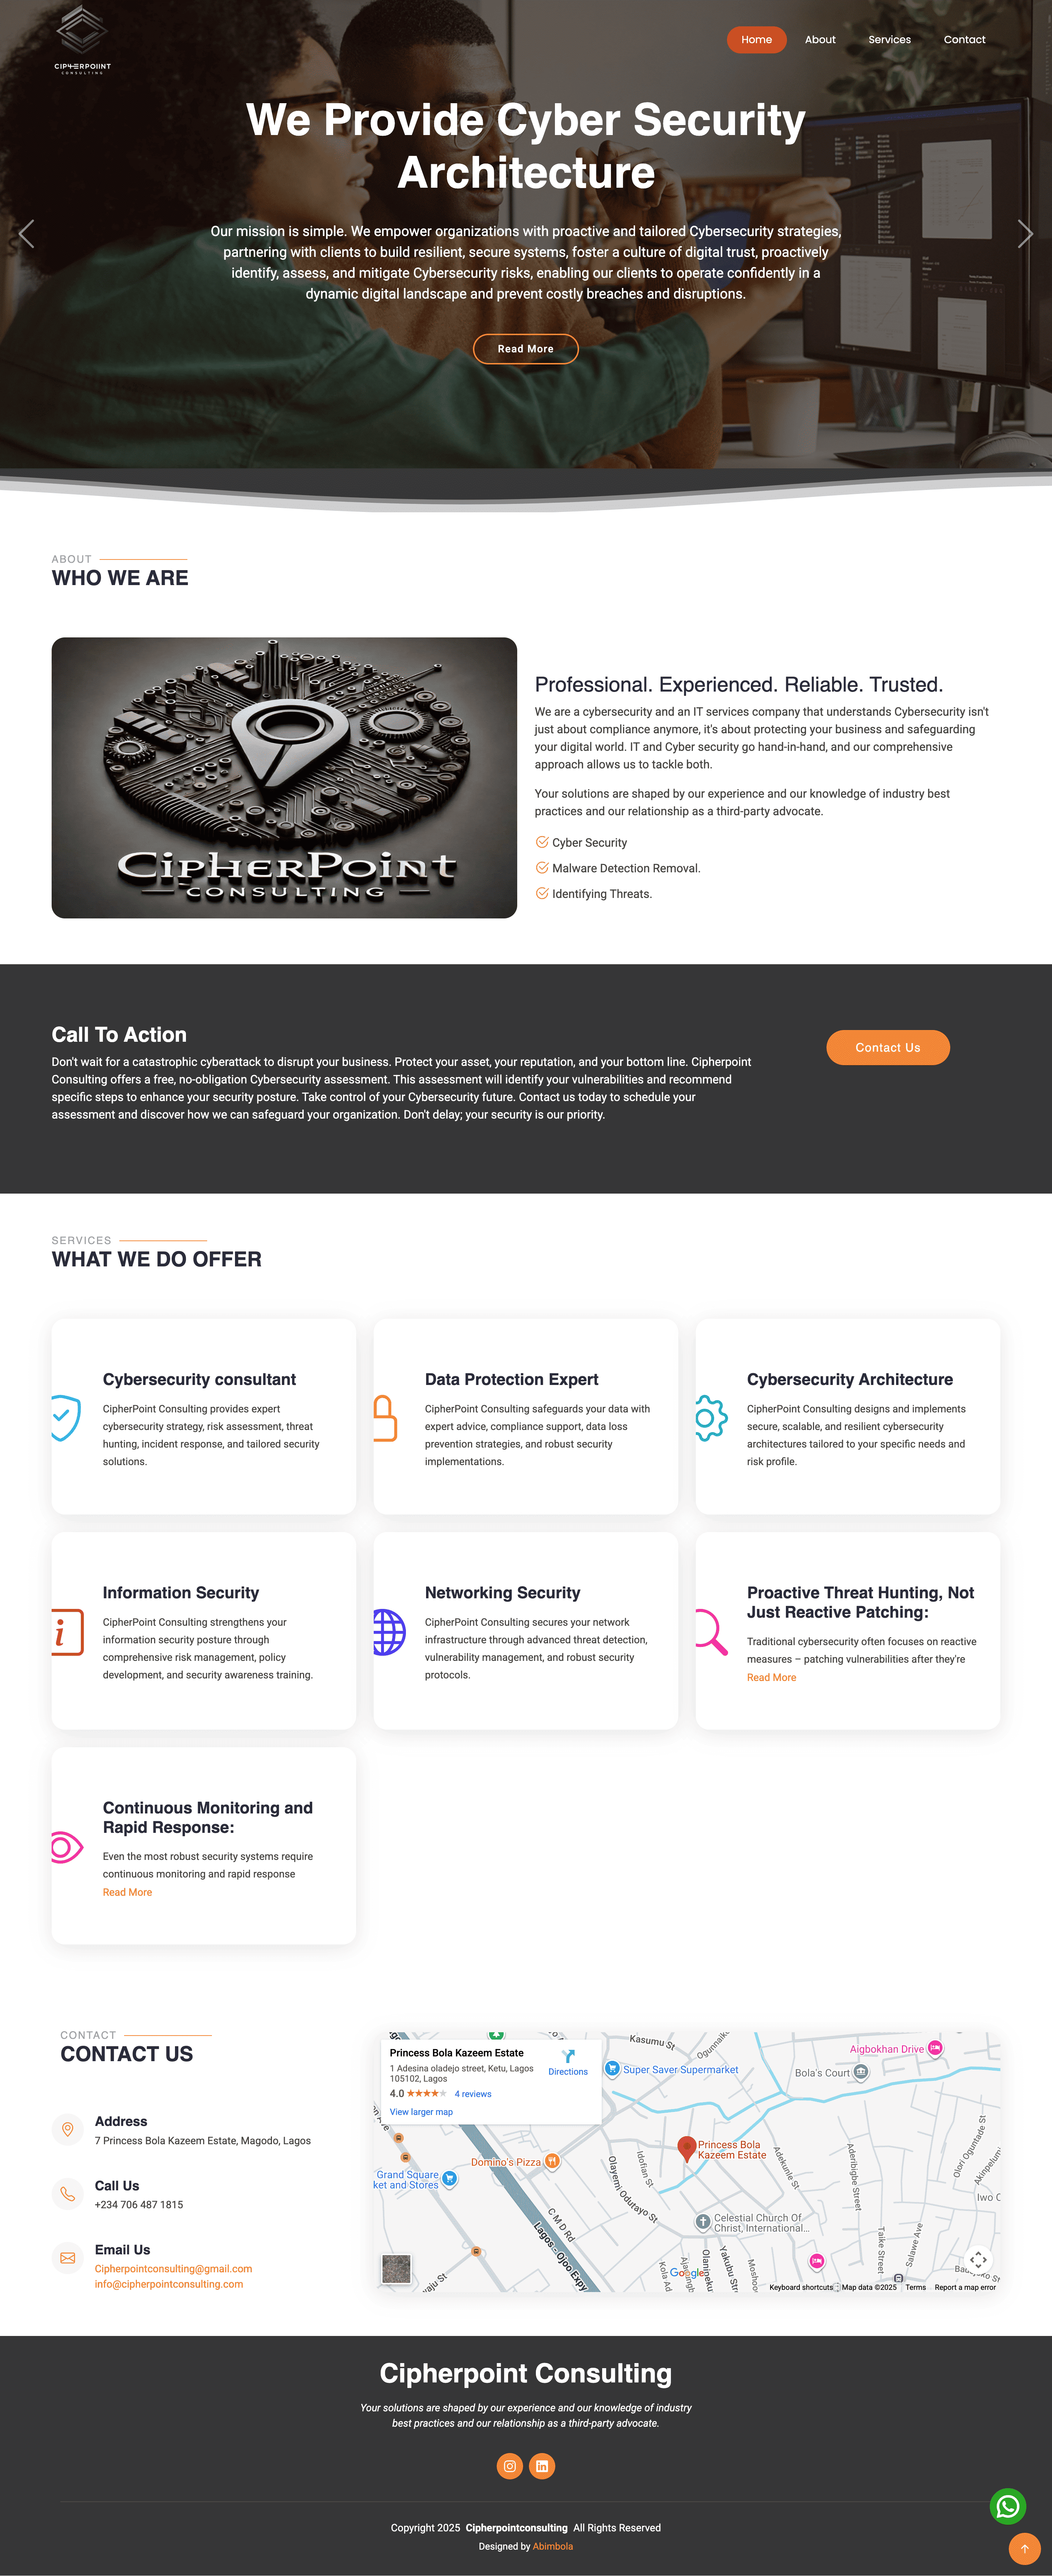 CIPHERPOINT
CONSULTING
Home
About
Services
Contact
We Provide Cyber Security
Architecture
Our mission is simple. We empower organizations with proactive and tailored Cybersecurity strategies,
partnering with clients to build resilient, secure systems, foster a culture of digital trust, proactively
identify, assess, and mitigate Cybersecurity risks, enabling our clients to operate confidently in a
dynamic digital landscape and prevent costly breaches and disruptions.
Read More
ABOUT
WHO WE ARE
CIPHERPOINT
CONSULTING
Professional. Experienced. Reliable. Trusted.
We are a cybersecurity and an IT services company that understands Cybersecurity isn't
just about compliance anymore, it's about protecting your business and safeguarding
your digital world. IT and Cyber security go hand-in-hand, and our comprehensive
approach allows us to tackle both.
Your solutions are shaped by our experience and our knowledge of industry best
practices and our relationship as a third-party advocate.
Cyber Security
Malware Detection Removal.
Identifying Threats.
Call To Action
Don't wait for a catastrophic cyberattack to disrupt your business. Protect your asset, your reputation, and your bottom line. Cipherpoint
Consulting offers a free, no-obligation Cybersecurity assessment. This assessment will identify your vulnerabilities and recommend
specific steps to enhance your security posture. Take control of your Cybersecurity future. Contact us today to schedule your
assessment and discover how we can safeguard your organization. Don't delay; your security is our priority.
Contact Us
SERVICES
WHAT WE DO OFFER
Cybersecurity consultant
CipherPoint Consulting provides expert
cybersecurity strategy, risk assessment, threat
hunting, incident response, and tailored security
solutions.
Data Protection Expert
CipherPoint Consulting safeguards your data with
expert advice, compliance support, data loss
prevention strategies, and robust security
implementations.
Cybersecurity Architecture
CipherPoint Consulting designs and implements
secure, scalable, and resilient cybersecurity
architectures tailored to your specific needs and
risk profile.
Information Security
CipherPoint Consulting strengthens your
information security posture through
comprehensive risk management, policy
development, and security awareness training.
Networking Security
CipherPoint Consulting secures your network
infrastructure through advanced threat detection,
vulnerability management, and robust security
protocols.
Proactive Threat Hunting, Not
Just Reactive Patching:
Traditional cybersecurity often focuses on reactive
measures – patching vulnerabilities after they're
Read More
Continuous Monitoring and
Rapid Response:
Even the most robust security systems require
continuous monitoring and rapid response
Read More
CONTACT
CONTACT US
Address
7 Princess Bola Kazeem Estate, Magodo, Lagos
Call Us
+234 706 487 1815
Email Us
Cipherpointconsulting@gmail.com
info@cipherpointconsulting.com
Princess Bola Kazeem Estate
1 Adesina oladejo street, Ketu, Lagos
105102, Lagos
Directions
4.0
4 reviews
View larger map
Kasumu St
Super Saver Supermarket
Aigbokhan Drive
Bola's Court
Domino's Pizza
Grand Square
ket and Stores
Princess Bola
Kazeem Estate
Idofian St
Olayemi Odutayo St
Adekunle St
Aderibigbe Street
Olori Oguntade St
Iwo C
C M D Rd
Lagos - Ojoo Expy
Celestial Church Of
Christ, International...
Yakubu Str
Taike Street
Salawe Ave
Google
Keyboard shortcuts
Map data ©2025
Terms
Report a map error
Cipherpoint Consulting
Your solutions are shaped by our experience and our knowledge of industry
best practices and our relationship as a third-party advocate.
Copyright 2025 Cipherpointconsulting All Rights Reserved
Designed by Abimbola